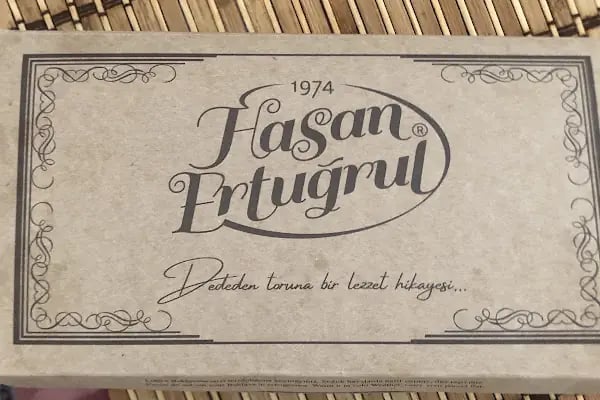 1974
Hasan ®
Ertuğrul
Dededen toruna bir lezzet hikayesi...